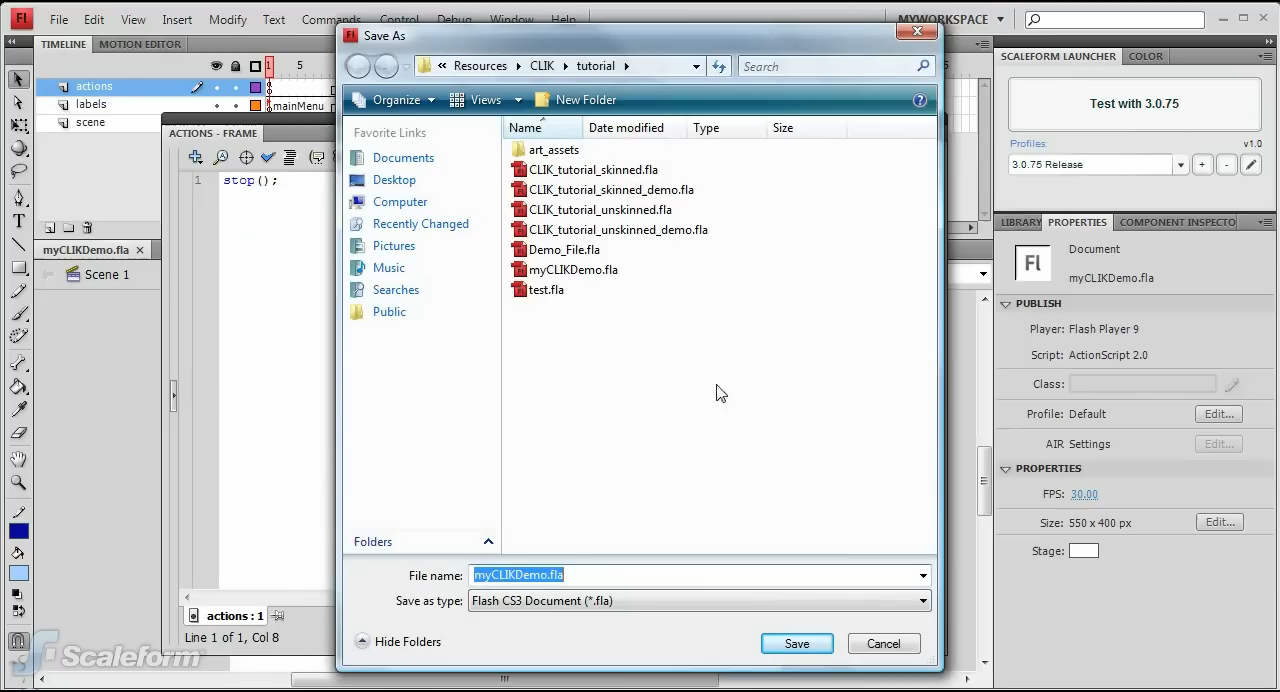 Fl File Edit View Insert Modify Text Commands Control Debug Window Help MYWORKSPACE
TIMELINE MOTION EDITOR
1 5
actions
labels
mainMenu
scene
ACTIONS - FRAME
1 stop();
myCLIKDemo.fla
Scene 1
actions : 1
Line 1 of 1, Col 8
Scaleform
Save As
« Resources CLIK tutorial
Search
Organize Views New Folder
Favorite Links
Documents
Desktop
Computer
Recently Changed
Pictures
Music
Searches
Public
Folders
Name Date modified Type Size
art_assets
CLIK_tutorial_skinned.fla
CLIK_tutorial_skinned_demo.fla
CLIK_tutorial_unskinned.fla
CLIK_tutorial_unskinned_demo.fla
Demo_File.fla
myCLIKDemo.fla
test.fla
File name: myCLIKDemo.fla
Save as type: Flash CS3 Document (*.fla)
Hide Folders
Save Cancel
SCALEFORM LAUNCHER COLOR
Test with 3.0.75
Profiles: v1.0
3.0.75 Release + -
LIBRARY PROPERTIES COMPONENT INSPECTO
Fl
Document
myCLIKDemo.fla
PUBLISH
Player: Flash Player 9
Script: ActionScript 2.0
Class:
Profile: Default Edit...
AIR Settings Edit...
PROPERTIES
FPS: 30.00
Size: 550 x 400 px Edit...
Stage: